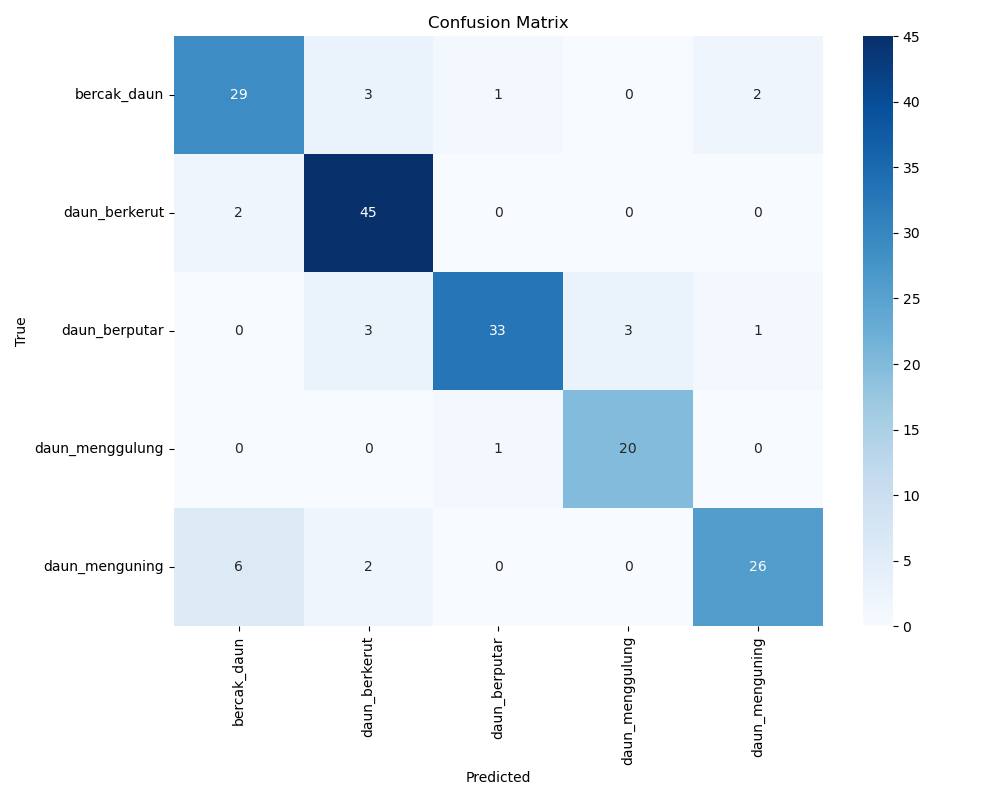 Confusion Matrix
True
bercak_daun 29 3 1 0 2
daun_berkerut 2 45 0 0 0
daun_berputar 0 3 33 3 1
daun_menggulung 0 0 1 20 0
daun_menguning 6 2 0 0 26
bercak_daun daun_berkerut daun_berputar daun_menggulung daun_menguning
Predicted
45
40
35
30
25
20
15
10
5
0